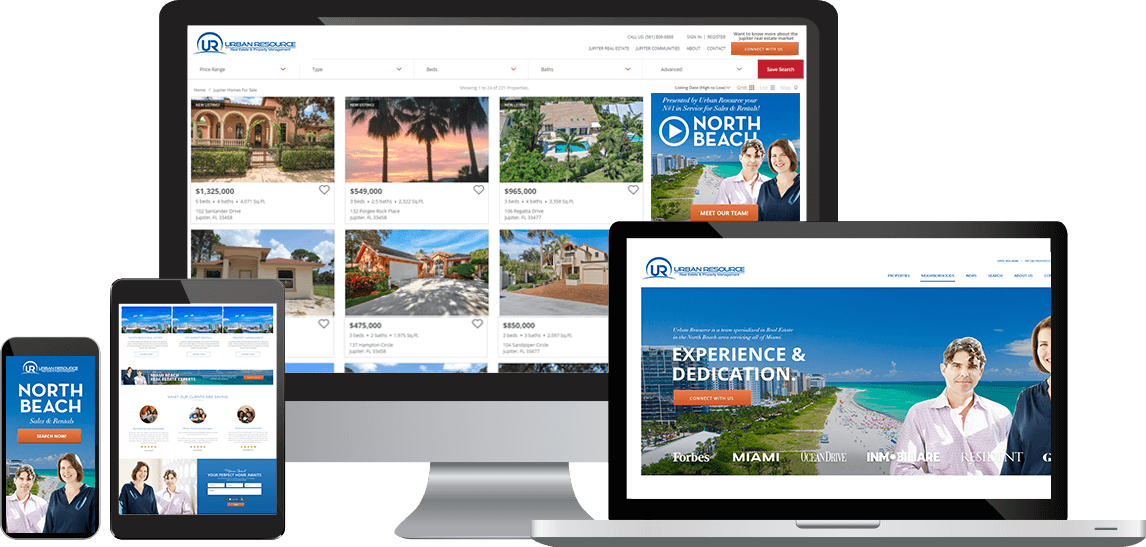 UR URBAN RESOURCE
Real Estate & Property Management
CALL US (561) 809-8888 SIGN IN | REGISTER
JUPITER REAL ESTATE JUPITER COMMUNITIES ABOUT CONTACT
Want to know more about the
jupiter real estate market
CONNECT WITH US
Price Range Type Beds Baths Advanced Save Search
Home / Jupiter Homes For Sale
Showing 1 to 24 of 221 Properties.
Listing Date (High to Low) Grid List Map
NEW LISTING!
NEW LISTING!
NEW LISTING!
$1,325,000
5 beds • 4 baths • 4,071 Sq.Ft.
102 Santander Drive
Jupiter, FL 33458
$549,000
3 beds • 2.5 baths • 2,322 Sq.Ft.
132 Porgee Rock Place
Jupiter, FL 33458
$965,000
3 beds • 4 baths • 3,358 Sq.Ft.
106 Regatta Drive
Jupiter, FL 33477
Presented by Urban Resource your
Nº1 in Service for Sales & Rentals!
NORTH
BEACH
MEET OUR TEAM!
$475,000
3 beds • 2 baths • 1,975 Sq.Ft.
137 Hampton Circle
Jupiter, FL 33458
$850,000
3 beds • 3 baths • 2,097 Sq.Ft.
104 Sandpiper Circle
UR URBAN RESOURCE
Real Estate & Property Management
PROPERTIES NEIGHBORHOODS NEWS SEARCH ABOUT US
Urban Resource is a team specialized in Real Estate
in the North Beach area servicing all of Miami.
EXPERIENCE &
DEDICATION.
CONNECT WITH US
Forbes MIAMI OCEAN DRIVE INMOBILIARE RESIDENT G
UR URBAN RESOURCE
NORTH
BEACH
Sales & Rentals
SEARCH NOW!
MIAMI BEACH
REAL ESTATE EXPERTS
WHAT OUR CLIENTS ARE SAYING
YOUR PERFECT HOME AWAITS